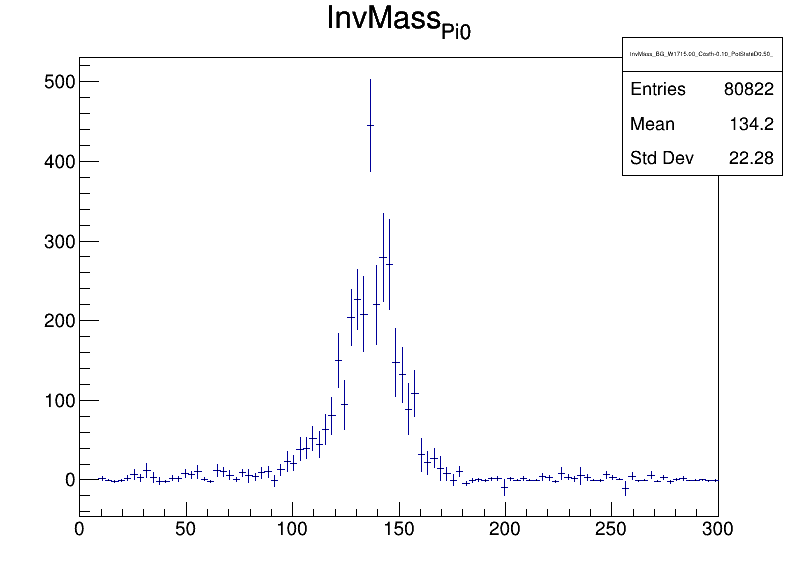 InvMassPi0
InvMass_BG_W1715.00_Costh-0.10_PolStateD0.50_
Entries 80822
Mean 134.2
Std Dev 22.28
500
400
300
200
100
0
0 50 100 150 200 250 300